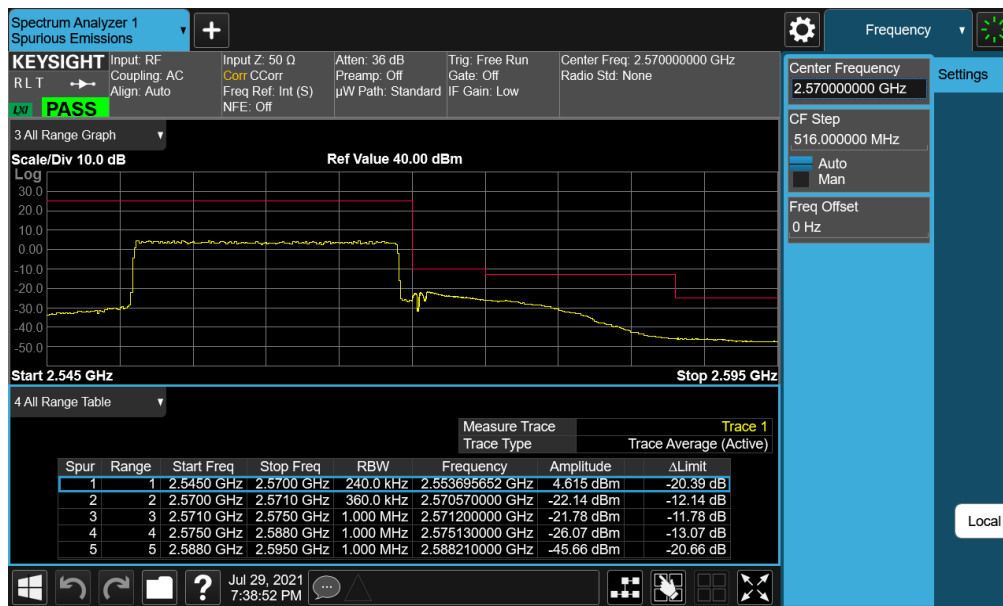 Spectrum Analyzer 1
Spurious Emissions
+
Frequency
KEYSIGHT
RLT
LXI PASS
Input: RF
Coupling: AC
Align: Auto
Input Z: 50 Ω
Corr CCorr
Freq Ref: Int (S)
NFE: Off
Atten: 36 dB
Preamp: Off
µW Path: Standard
Trig: Free Run
Gate: Off
IF Gain: Low
Center Freq: 2.570000000 GHz
Radio Std: None
Center Frequency
2.570000000 GHz
Settings
CF Step
516.000000 MHz
Auto
Man
Freq Offset
0 Hz
3 All Range Graph
Scale/Div 10.0 dB Ref Value 40.00 dBm
Log
30.0
20.0
10.0
0.00
-10.0
-20.0
-30.0
-40.0
-50.0
Start 2.545 GHz Stop 2.595 GHz
4 All Range Table
Measure Trace Trace 1
Trace Type Trace Average (Active)
Spur Range Start Freq Stop Freq RBW Frequency Amplitude ΔLimit
1 1 2.5450 GHz 2.5700 GHz 240.0 kHz 2.553695652 GHz 4.615 dBm -20.39 dB
2 2 2.5700 GHz 2.5710 GHz 360.0 kHz 2.570570000 GHz -22.14 dBm -12.14 dB
3 3 2.5710 GHz 2.5750 GHz 1.000 MHz 2.571200000 GHz -21.78 dBm -11.78 dB
4 4 2.5750 GHz 2.5880 GHz 1.000 MHz 2.575130000 GHz -26.07 dBm -13.07 dB
5 5 2.5880 GHz 2.5950 GHz 1.000 MHz 2.588210000 GHz -45.66 dBm -20.66 dB
Local
?
Jul 29, 2021
7:38:52 PM